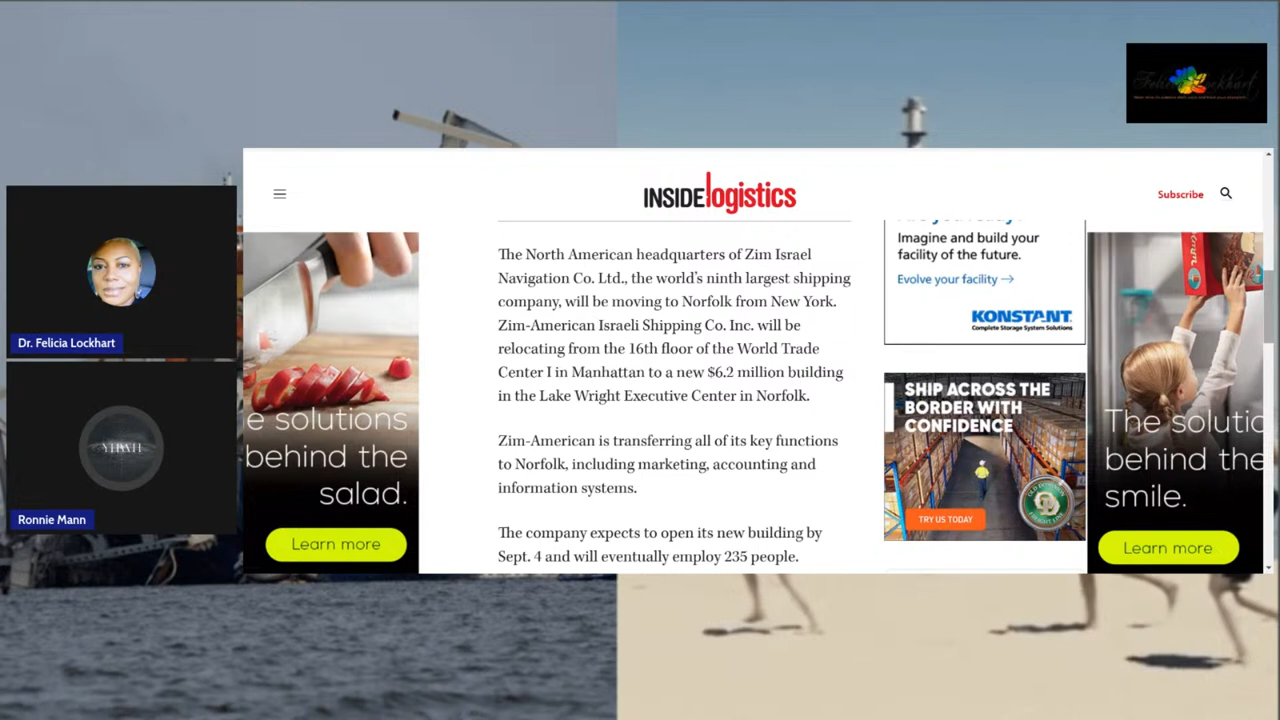 INSIDElogistics
Subscribe
The North American headquarters of Zim Israel
Navigation Co. Ltd., the world's ninth largest shipping
company, will be moving to Norfolk from New York.
Zim-American Israeli Shipping Co. Inc. will be
relocating from the 16th floor of the World Trade
Center I in Manhattan to a new $6.2 million building
in the Lake Wright Executive Center in Norfolk.
Zim-American is transferring all of its key functions
to Norfolk, including marketing, accounting and
information systems.
The company expects to open its new building by
Sept. 4 and will eventually employ 235 people.
Imagine and build your
facility of the future.
Evolve your facility →
KONSTANT
Complete Storage System Solutions
SHIP ACROSS THE
BORDER WITH
CONFIDENCE
TRY US TODAY
e solutions
behind the
salad.
Learn more
The solutio
behind the
smile.
Learn more
Dr. Felicia Lockhart
YHWH
Ronnie Mann